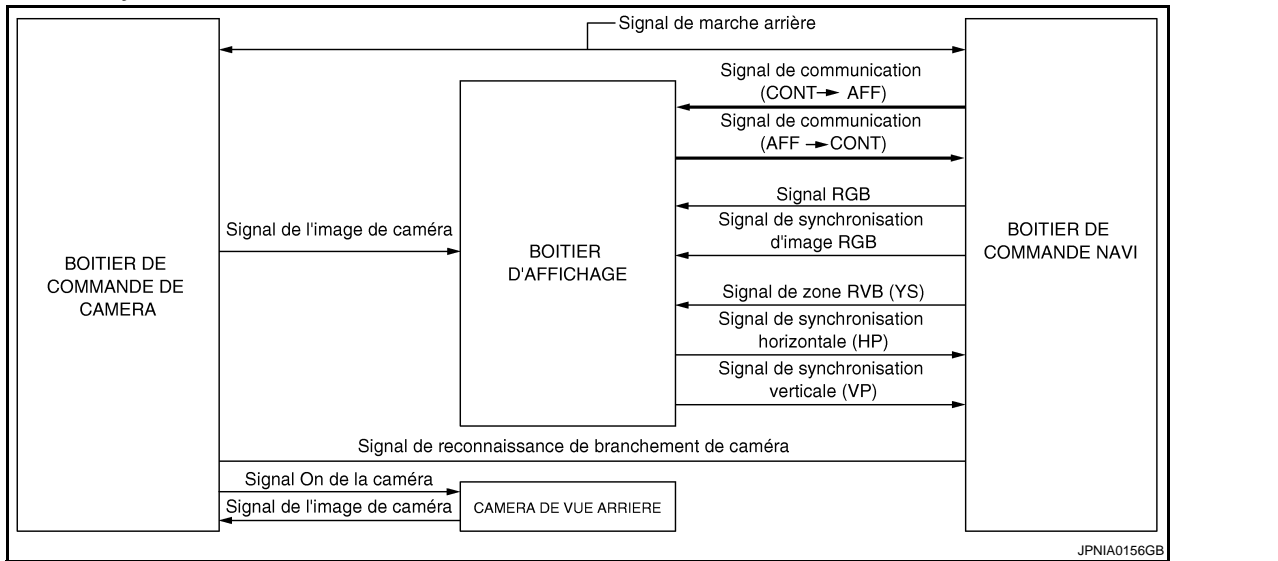 Signal de marche arrière
Signal de communication
(CONT→ AFF)
Signal de communication
(AFF →CONT)
Signal RGB
Signal de synchronisation
d'image RGB
Signal de l'image de caméra
BOITIER DE
COMMANDE DE
CAMERA
BOITIER
D'AFFICHAGE
BOITIER DE
COMMANDE NAVI
Signal de zone RVB (YS)
Signal de synchronisation
horizontale (HP)
Signal de synchronisation
verticale (VP)
Signal de reconnaissance de branchement de caméra
Signal On de la caméra
Signal de l'image de caméra
CAMERA DE VUE ARRIERE
JPNIA0156GB